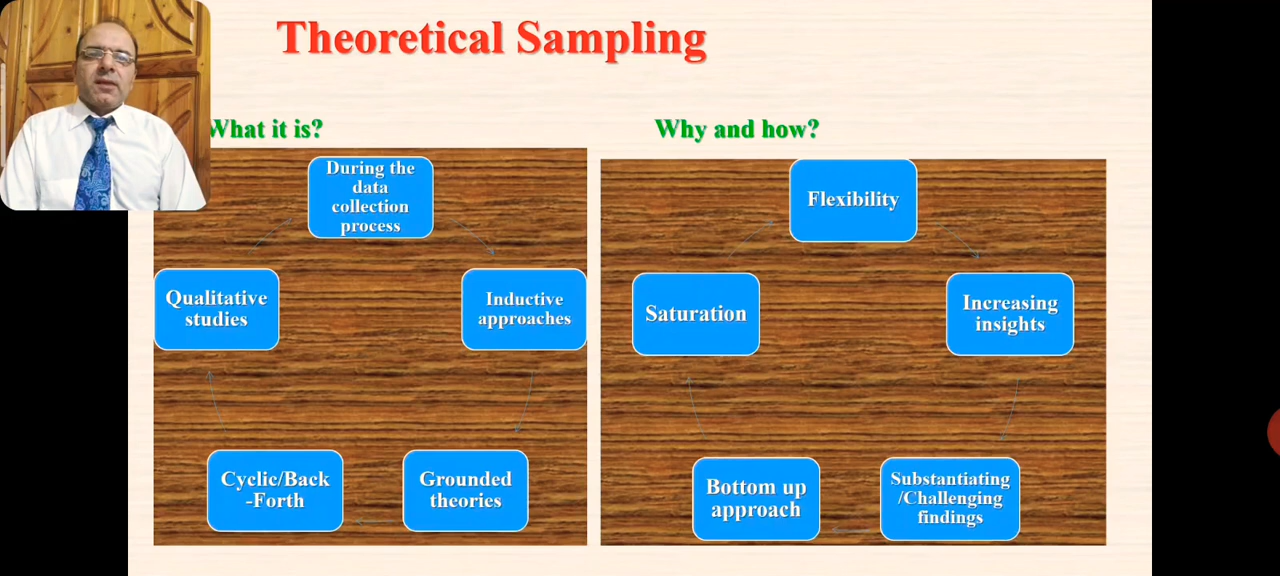 Theoretical Sampling
What it is?
During the
data
collection
process
Inductive
approaches
Grounded
theories
Cyclic/Back
-Forth
Qualitative
studies
Why and how?
Flexibility
Increasing
insights
Substantiating
/Challenging
findings
Bottom up
approach
Saturation